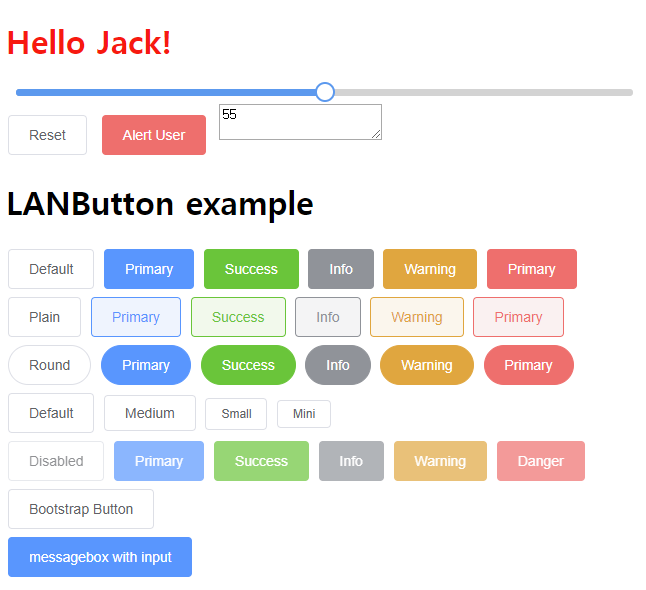 Hello Jack!
Reset Alert User 55
LANButton example
Default Primary Success Info Warning Primary
Plain Primary Success Info Warning Primary
Round Primary Success Info Warning Primary
Default Medium Small Mini
Disabled Primary Success Info Warning Danger
Bootstrap Button
messagebox with input